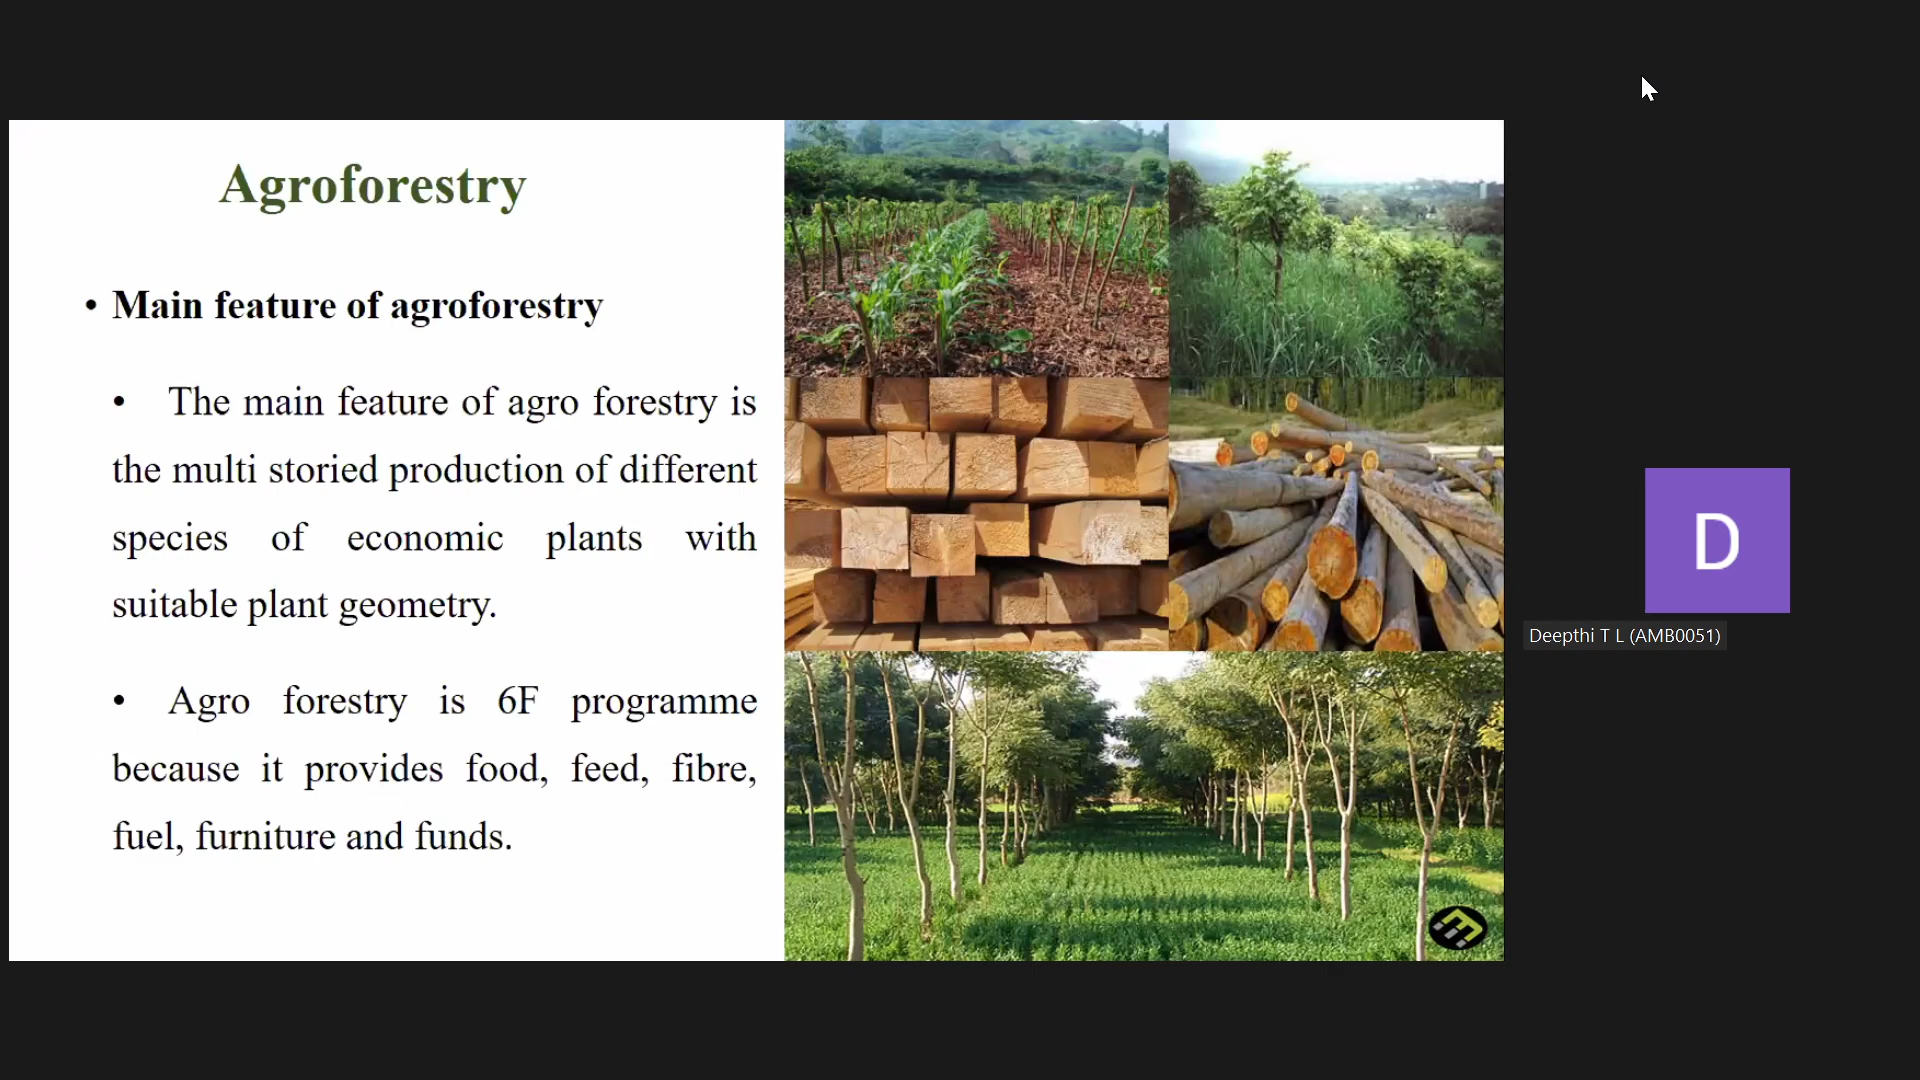 Agroforestry
• Main feature of agroforestry
• The main feature of agro forestry is
the multi storied production of different
species of economic plants with
suitable plant geometry.
• Agro forestry is 6F programme
because it provides food, feed, fibre,
fuel, furniture and funds.
D
Deepthi T L (AMB0051)